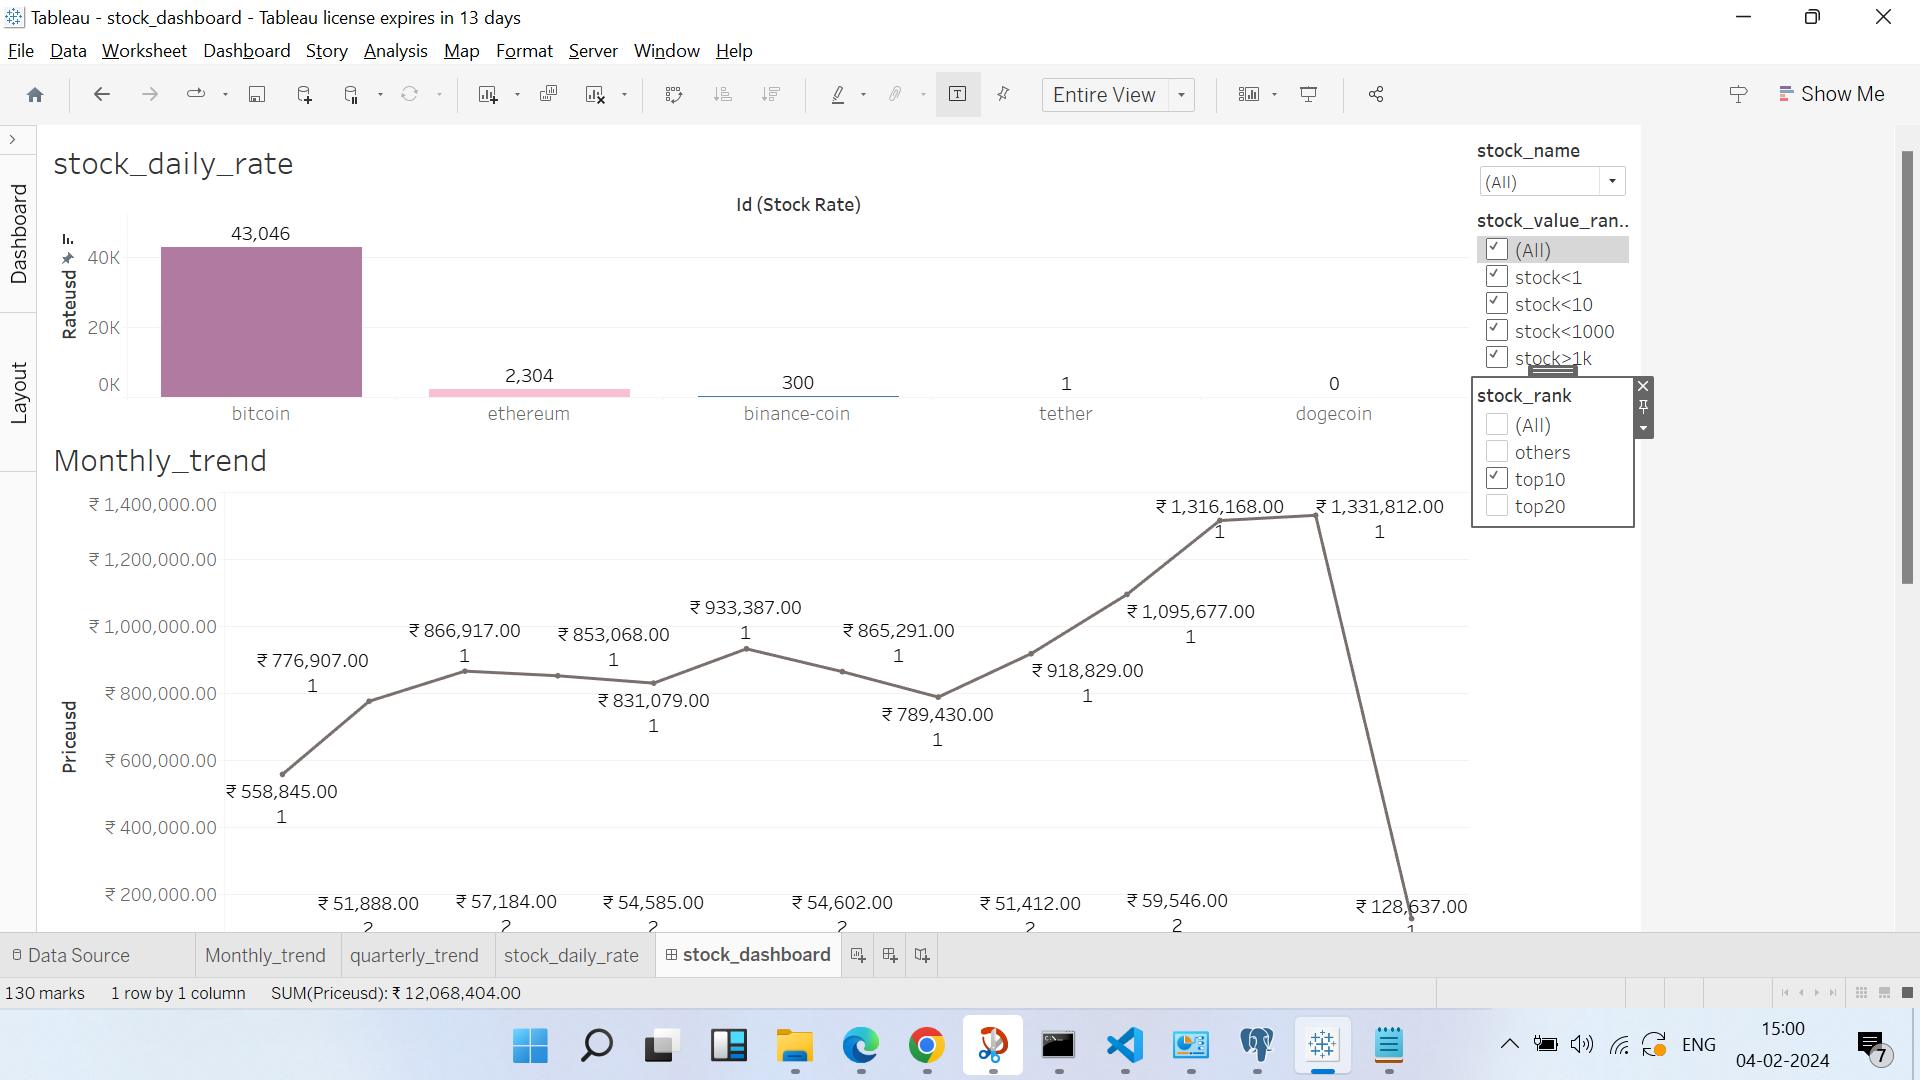 Tableau - stock_dashboard - Tableau license expires in 13 days
File Data Worksheet Dashboard Story Analysis Map Format Server Window Help
Entire View
Show Me
Dashboard
Layout
stock_daily_rate
Id (Stock Rate)
Rateusd
40K
20K
0K
43,046
2,304
300
1
0
bitcoin ethereum binance-coin tether dogecoin
stock_name
(All)
stock_value_ran..
(All)
stock<1
stock<10
stock<1000
stock>1k
stock_rank
(All)
others
top10
top20
Monthly_trend
Priceusd
₹ 1,400,000.00
₹ 1,200,000.00
₹ 1,000,000.00
₹ 800,000.00
₹ 600,000.00
₹ 400,000.00
₹ 200,000.00
₹ 558,845.00
1
₹ 776,907.00
1
₹ 866,917.00
1
₹ 853,068.00
1
₹ 831,079.00
1
₹ 933,387.00
1
₹ 865,291.00
1
₹ 789,430.00
1
₹ 918,829.00
1
₹ 1,095,677.00
1
₹ 1,316,168.00
1
₹ 1,331,812.00
1
₹ 128,637.00
1
₹ 51,888.00
2
₹ 57,184.00
2
₹ 54,585.00
2
₹ 54,602.00
2
₹ 51,412.00
2
₹ 59,546.00
2
Data Source Monthly_trend quarterly_trend stock_daily_rate stock_dashboard
130 marks 1 row by 1 column SUM(Priceusd): ₹ 12,068,404.00
ENG
15:00
04-02-2024
7